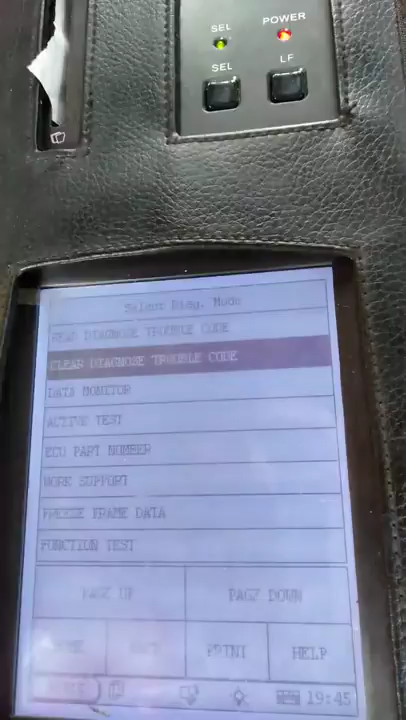 SEL
POWER
SEL
LF
Select Diag. Mode
READ DIAGNOSE TROUBLE CODE
CLEAR DIAGNOSE TROUBLE CODE
DATA MONITOR
ACTIVE TEST
ECU PART NUMBER
WORK SUPPORT
FREEZE FRAME DATA
FUNCTION TEST
PAGE UP
PAGE DOWN
PRINT
HELP
19:45